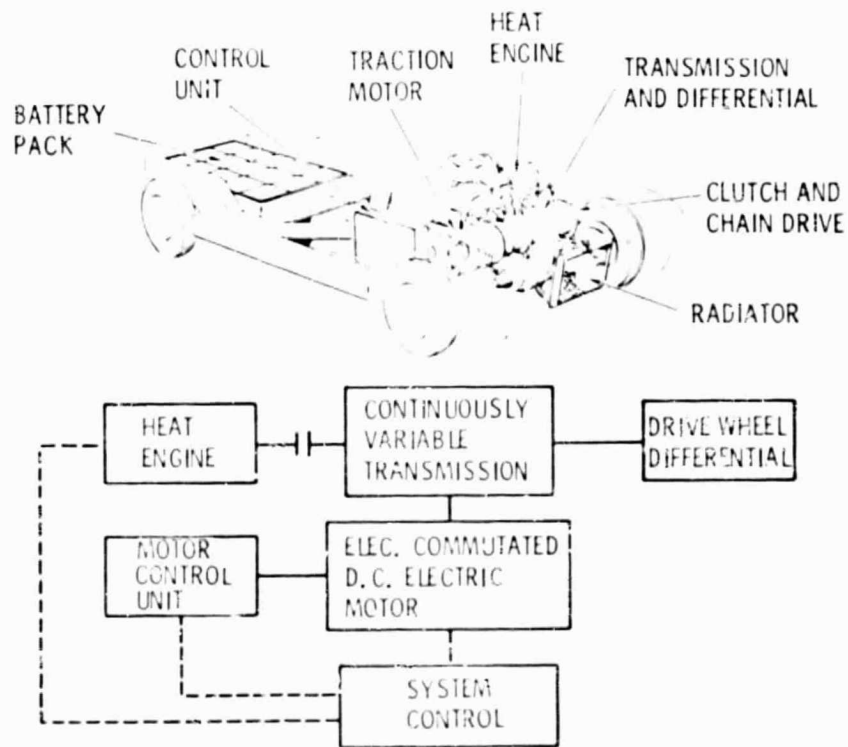 HEAT
ENGINE
CONTROL
UNIT
TRACTION
MOTOR
TRANSMISSION
AND DIFFERENTIAL
BATTERY
PACK
CLUTCH AND
CHAIN DRIVE
RADIATOR
HEAT
ENGINE
CONTINUOUSLY
VARIABLE
TRANSMISSION
DRIVE WHEEL
DIFFERENTIAL
MOTOR
CONTROL
UNIT
ELEC. COMMUTATED
D.C. ELECTRIC
MOTOR
SYSTEM
CONTROL